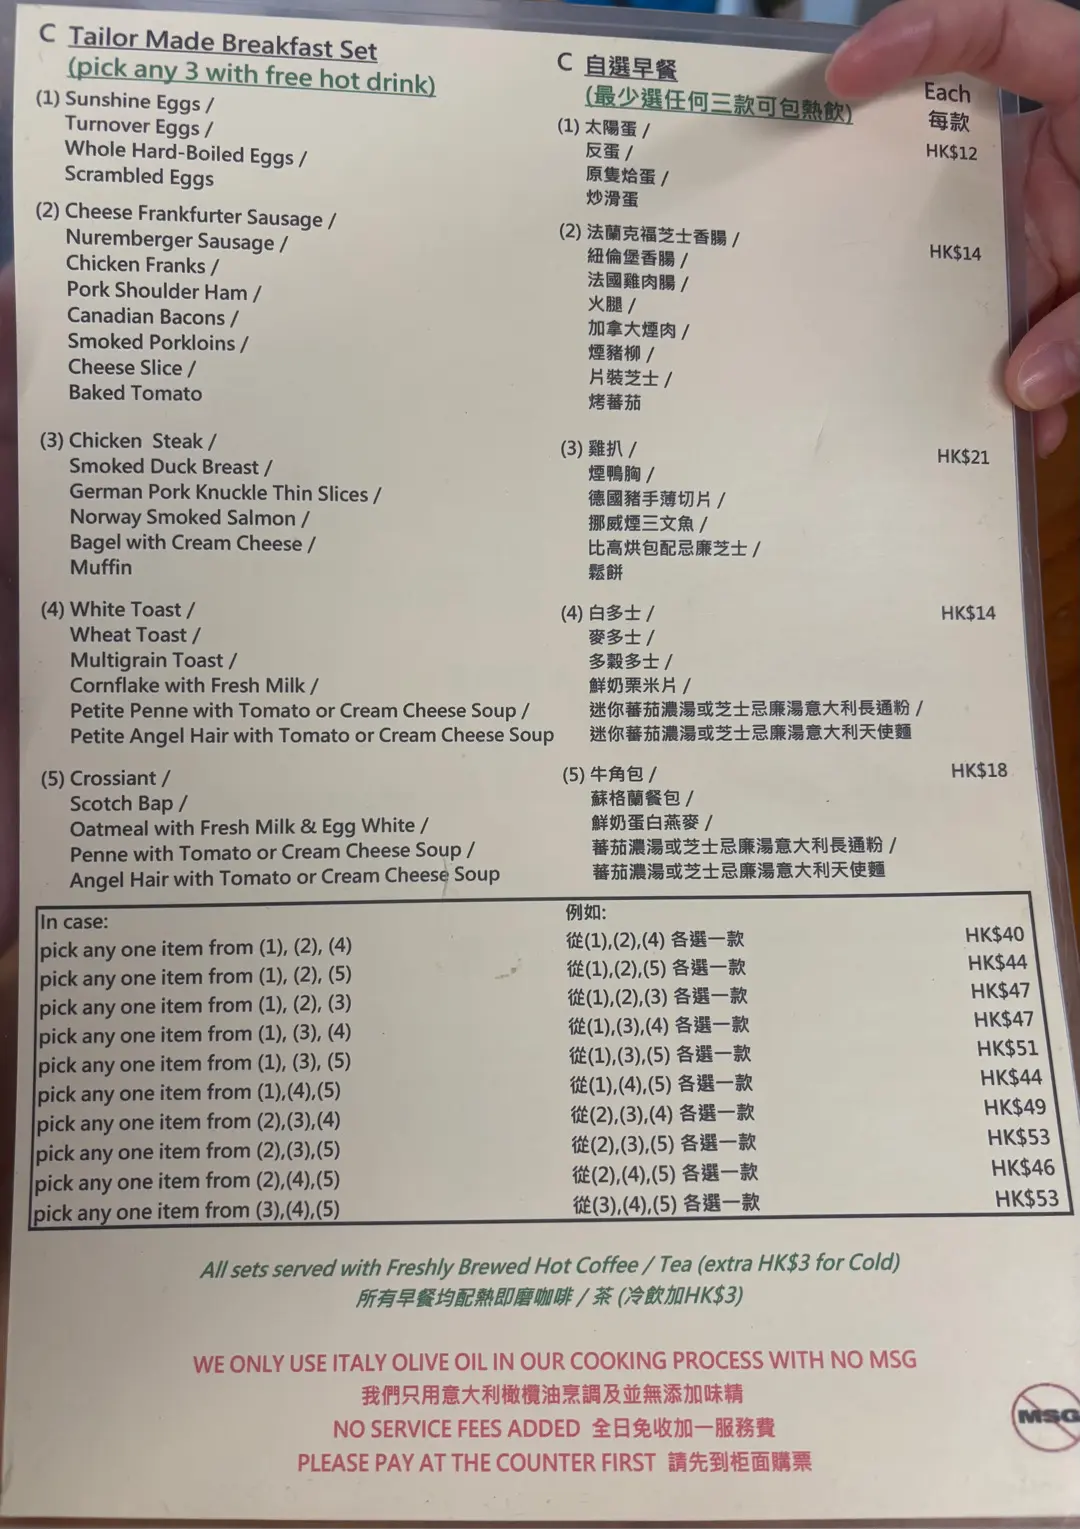 C Tailor Made Breakfast Set
(pick any 3 with free hot drink)
(1) Sunshine Eggs /
Turnover Eggs /
Whole Hard-Boiled Eggs /
Scrambled Eggs
(2) Cheese Frankfurter Sausage /
Nuremberger Sausage /
Chicken Franks /
Pork Shoulder Ham /
Canadian Bacons /
Smoked Porkloins /
Cheese Slice /
Baked Tomato
(3) Chicken Steak /
Smoked Duck Breast /
German Pork Knuckle Thin Slices /
Norway Smoked Salmon /
Bagel with Cream Cheese /
Muffin
(4) White Toast /
Wheat Toast /
Multigrain Toast /
Cornflake with Fresh Milk /
Petite Penne with Tomato or Cream Cheese Soup /
Petite Angel Hair with Tomato or Cream Cheese Soup
(5) Crossiant /
Scotch Bap /
Oatmeal with Fresh Milk & Egg White /
Penne with Tomato or Cream Cheese Soup /
Angel Hair with Tomato or Cream Cheese Soup
C 自選早餐
(最少選任何三款可包熱飲)
Each
每款
(1) 太陽蛋 / HK$12
反蛋 /
原隻烚蛋 /
炒滑蛋
(2) 法蘭克福芝士香腸 / HK$14
紐倫堡香腸 /
法國雞肉腸 /
火腿 /
加拿大煙肉 /
煙豬柳 /
片裝芝士 /
烤蕃茄
(3) 雞扒 / HK$21
煙鴨胸 /
德國豬手薄切片 /
挪威煙三文魚 /
比高烘包配忌廉芝士 /
鬆餅
(4) 白多士 / HK$14
麥多士 /
多穀多士 /
鮮奶栗米片 /
迷你蕃茄濃湯或芝士忌廉湯意大利長通粉 /
迷你蕃茄濃湯或芝士忌廉湯意大利天使麵
(5) 牛角包 / HK$18
蘇格蘭餐包 /
鮮奶蛋白燕麥 /
蕃茄濃湯或芝士忌廉湯意大利長通粉 /
蕃茄濃湯或芝士忌廉湯意大利天使麵
In case: 例如:
pick any one item from (1), (2), (4) 從(1),(2),(4) 各選一款 HK$40
pick any one item from (1), (2), (5) 從(1),(2),(5) 各選一款 HK$44
pick any one item from (1), (2), (3) 從(1),(2),(3) 各選一款 HK$47
pick any one item from (1), (3), (4) 從(1),(3),(4) 各選一款 HK$47
pick any one item from (1), (3), (5) 從(1),(3),(5) 各選一款 HK$51
pick any one item from (1),(4),(5) 從(1),(4),(5) 各選一款 HK$44
pick any one item from (2),(3),(4) 從(2),(3),(4) 各選一款 HK$49
pick any one item from (2),(3),(5) 從(2),(3),(5) 各選一款 HK$53
pick any one item from (2),(4),(5) 從(2),(4),(5) 各選一款 HK$46
pick any one item from (3),(4),(5) 從(3),(4),(5) 各選一款 HK$53
All sets served with Freshly Brewed Hot Coffee / Tea (extra HK$3 for Cold)
所有早餐均配熱即磨咖啡 / 茶 (冷飲加HK$3)
WE ONLY USE ITALY OLIVE OIL IN OUR COOKING PROCESS WITH NO MSG
我們只用意大利橄欖油烹調及並無添加味精
NO SERVICE FEES ADDED 全日免收加一服務費
PLEASE PAY AT THE COUNTER FIRST 請先到柜面購票
MSG